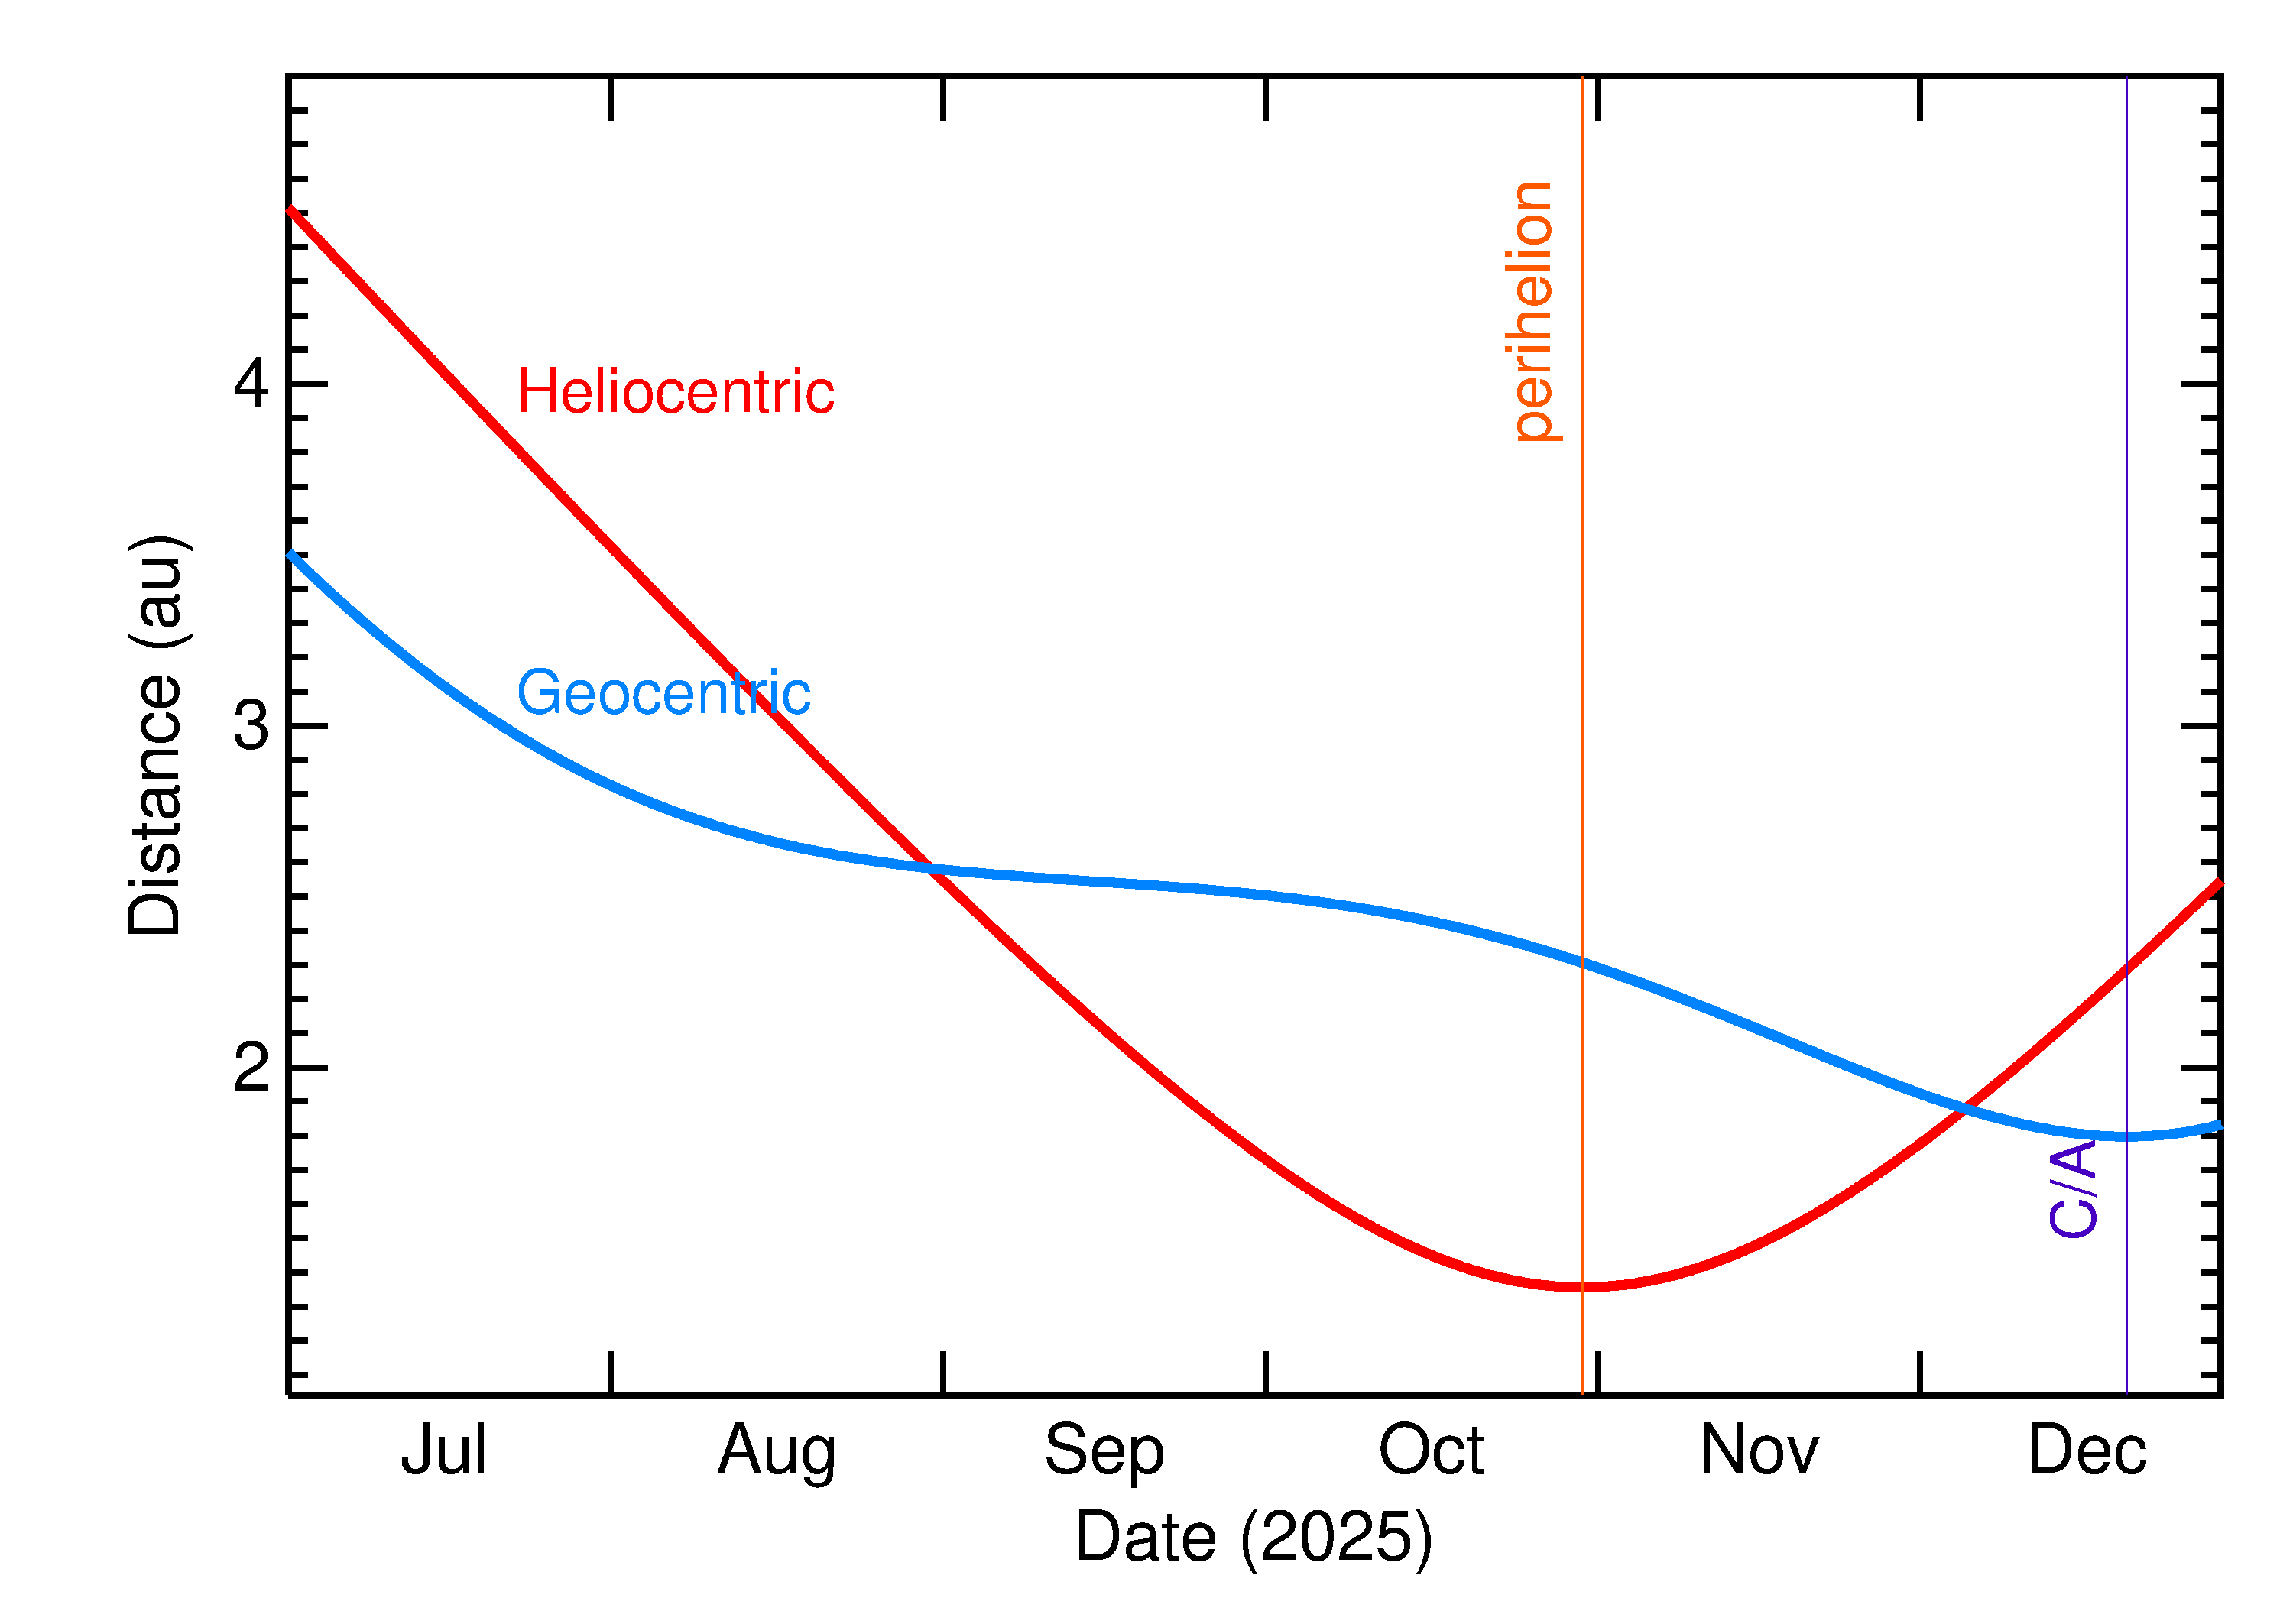 perihelion
4
Heliocentric
Geocentric
3
Distance (au)
2
C/A
Jul Aug Sep Oct Nov Dec
Date (2025)